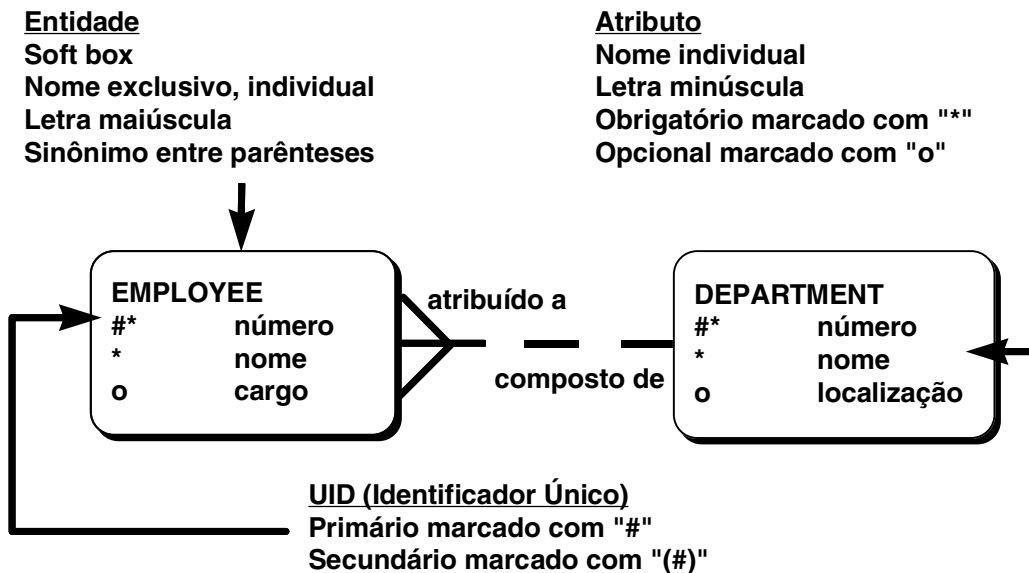 Entidade
Soft box
Nome exclusivo, individual
Letra maiúscula
Sinônimo entre parênteses
Atributo
Nome individual
Letra minúscula
Obrigatório marcado com "*"
Opcional marcado com "o"
EMPLOYEE
#* número
* nome
o cargo
atribuído a
composto de
DEPARTMENT
#* número
* nome
o localização
UID (Identificador Único)
Primário marcado com "#"
Secundário marcado com "(#)"